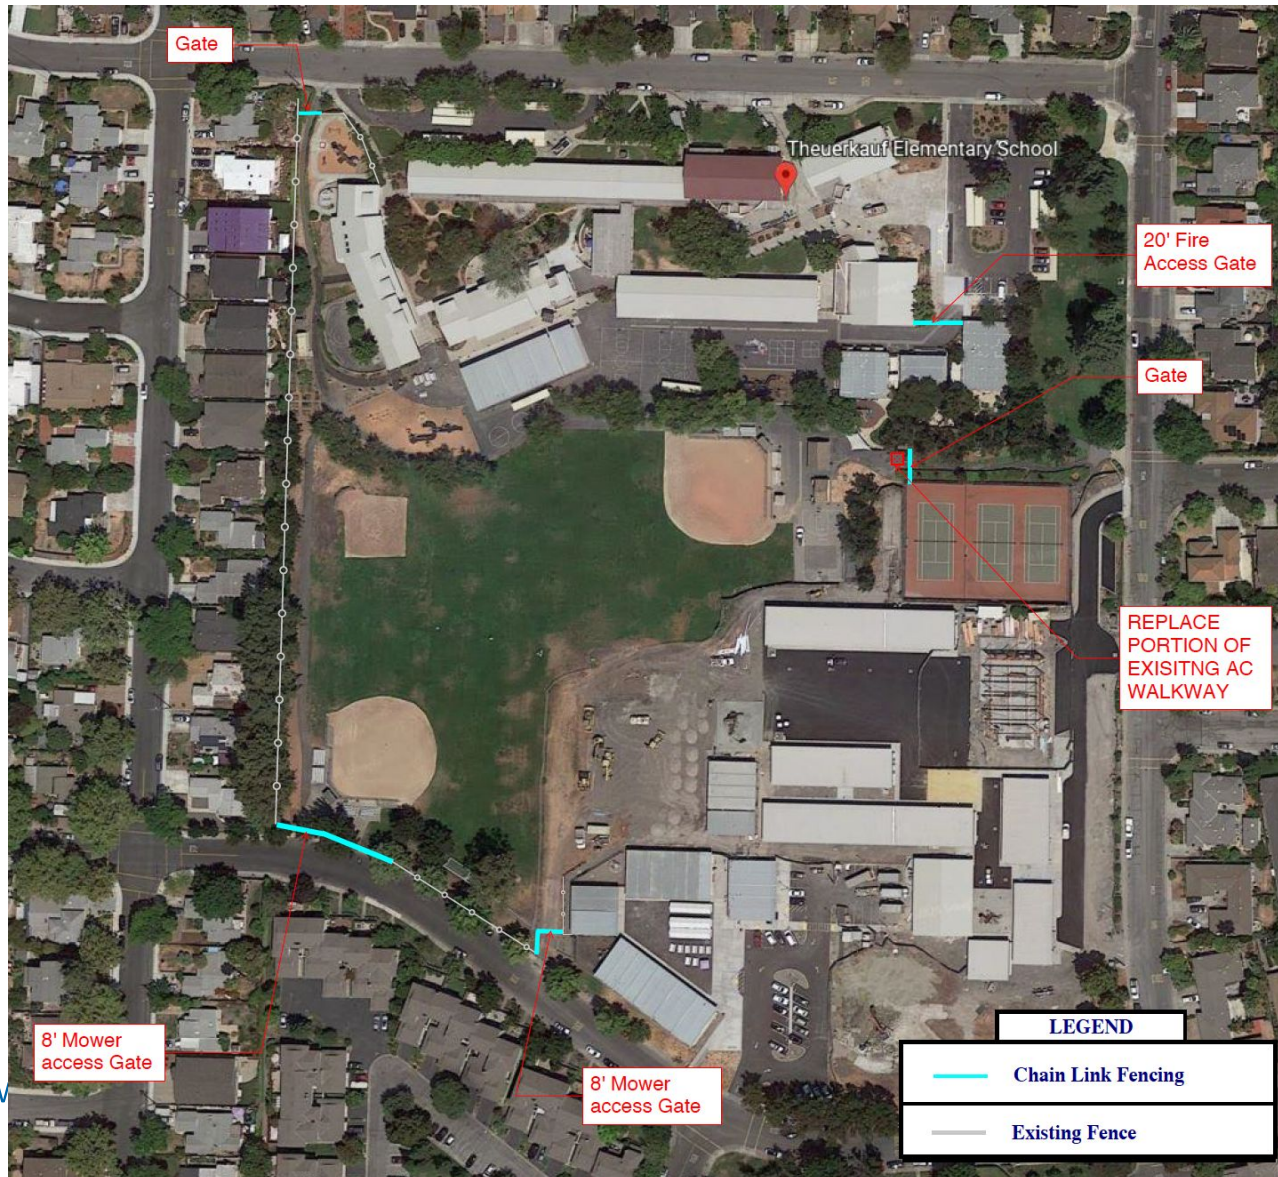 Gate
Theuerkauf Elementary School
20' Fire
Access Gate
Gate
REPLACE
PORTION OF
EXISITNG AC
WALKWAY
8' Mower
access Gate
8' Mower
access Gate
LEGEND
Chain Link Fencing
Existing Fence